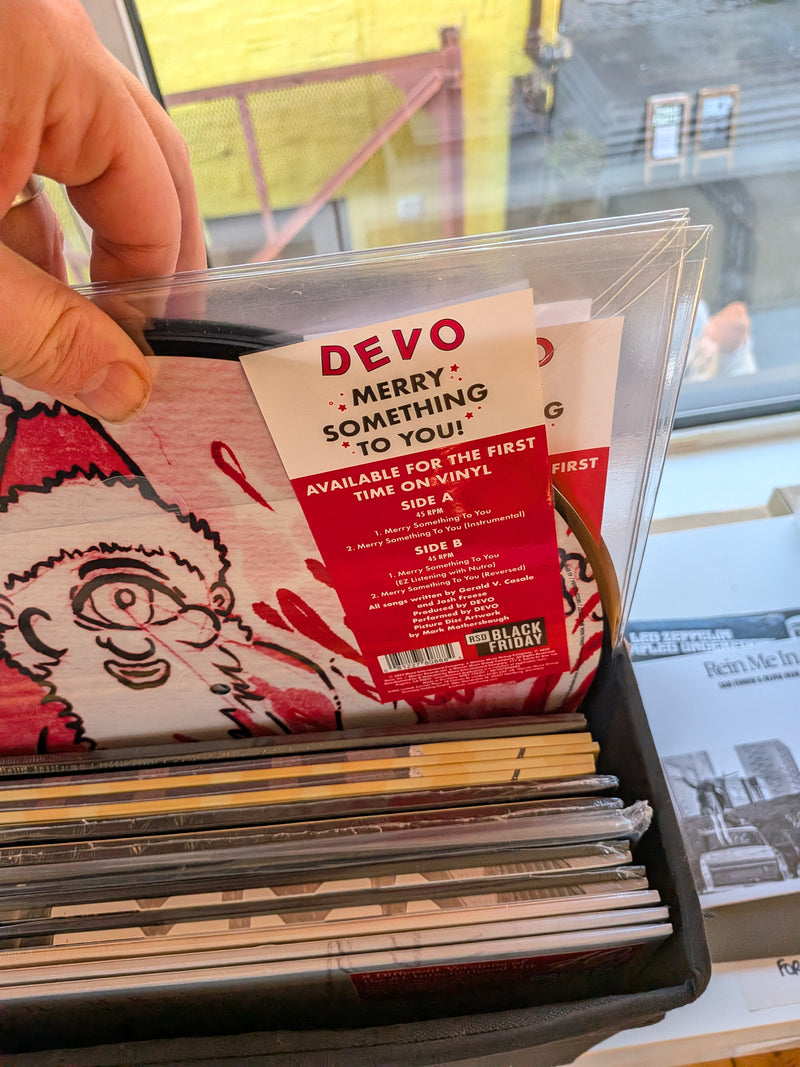 DEVO
MERRY
SOMETHING
TO YOU!
AVAILABLE FOR THE FIRST
TIME ON VINYL
SIDE A
45 RPM
1. Merry Something To You
2. Merry Something To You (Instrumental)
SIDE B
45 RPM
1. Merry Something To You
(EZ Listening with Nutra)
2. Merry Something To You (Reversed)
All songs written by Gerald V. Casale
and Josh Freese
Produced by DEVO
Performed by DEVO
Picture Disc Artwork
by Mark Mothersbaugh
RSD BLACK
FRIDAY
O
G
FIRST
LED ZEPPELIN
Rein Me In
FOR